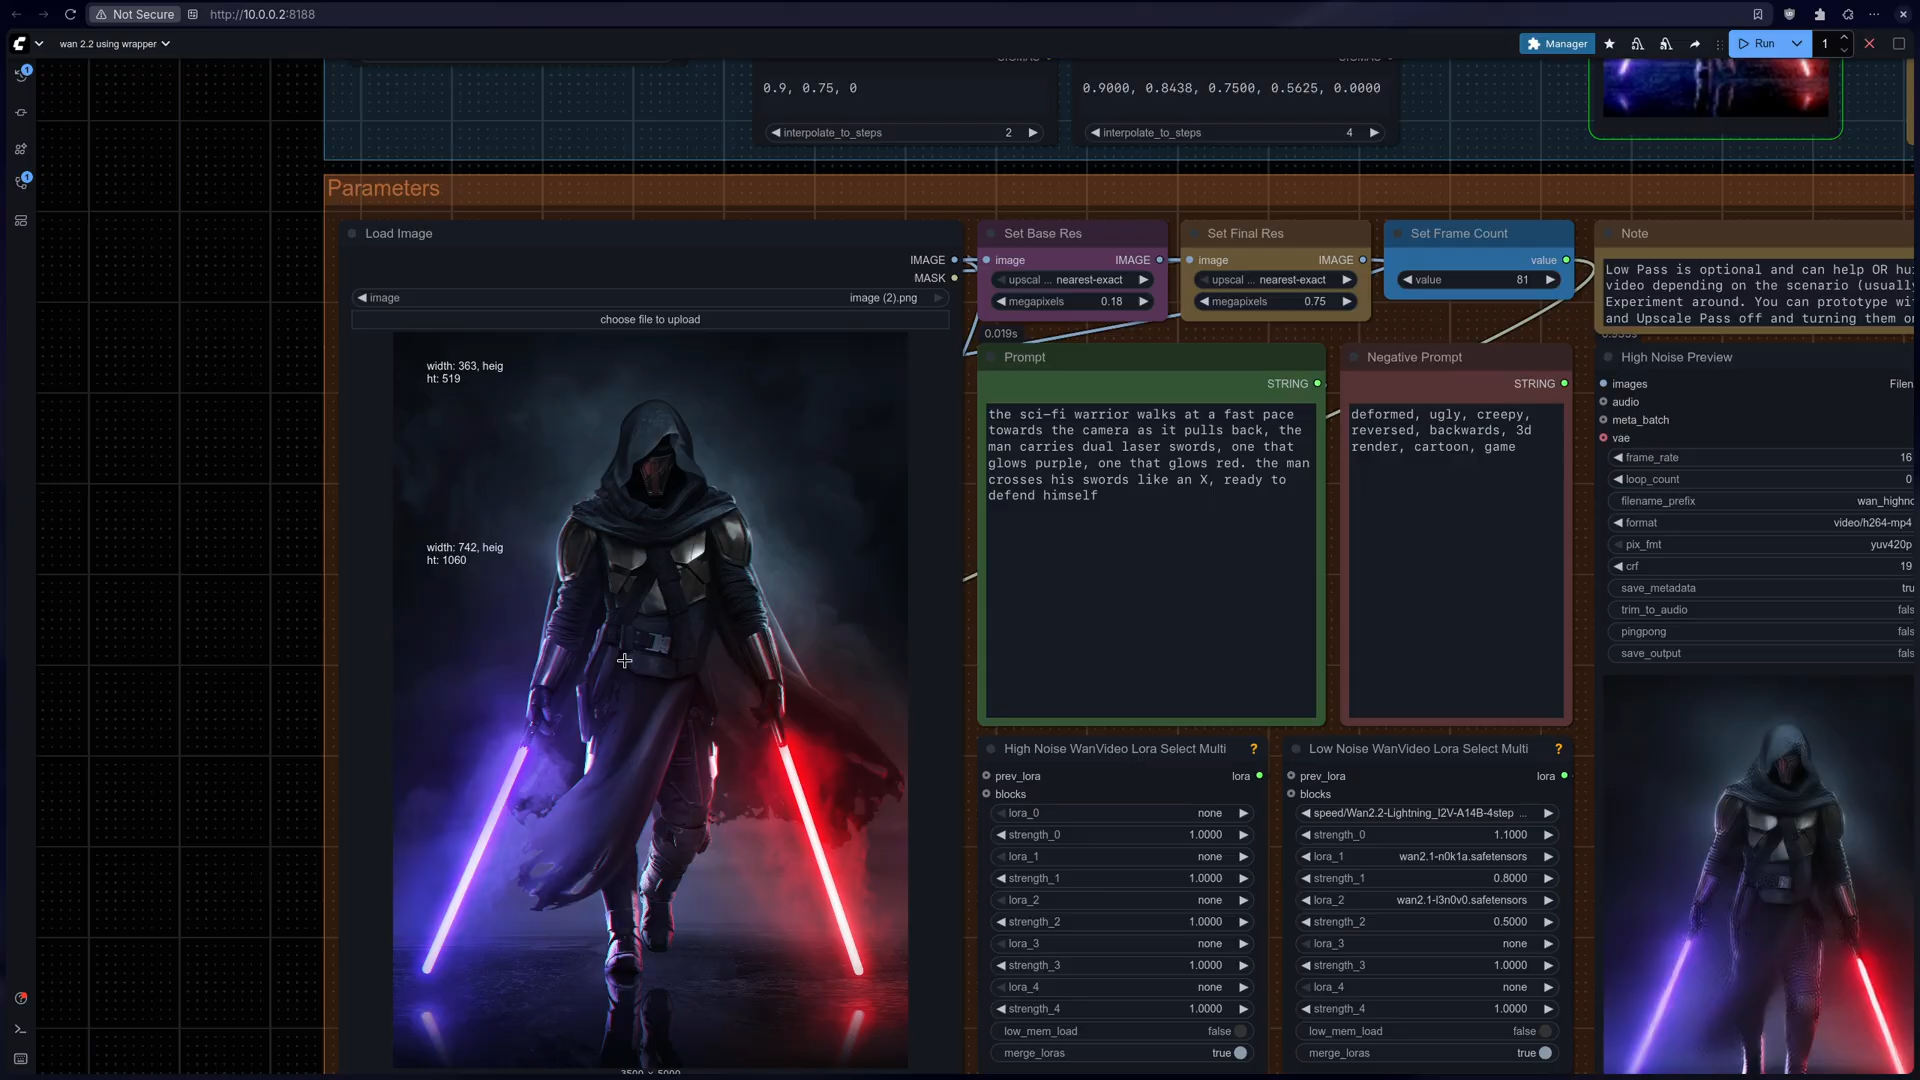 Not Secure
http://10.0.0.2:8188
wan 2.2 using wrapper
Manager
Run
1
1
1
0.9, 0.75, 0
0.9000, 0.8438, 0.7500, 0.5625, 0.0000
interpolate_to_steps 2
interpolate_to_steps 4
Parameters
Load Image
IMAGE
MASK
image image (2).png
choose file to upload
width: 363, heig
ht: 519
width: 742, heig
ht: 1060
3500 × 5000
Set Base Res
image IMAGE
upscal ... nearest-exact
megapixels 0.18
0.019s
Set Final Res
image IMAGE
upscal ... nearest-exact
megapixels 0.75
Set Frame Count
value
value 81
Note
Low Pass is optional and can help OR hu
video depending on the scenario (usually
Experiment around. You can prototype wi
and Upscale Pass off and turning them o
Prompt
STRING
the sci-fi warrior walks at a fast pace
towards the camera as it pulls back, the
man carries dual laser swords, one that
glows purple, one that glows red. the man
crosses his swords like an X, ready to
defend himself
Negative Prompt
STRING
deformed, ugly, creepy,
reversed, backwards, 3d
render, cartoon, game
High Noise Preview
images Filen
audio
meta_batch
vae
frame_rate 16
loop_count 0
filename_prefix wan_highno
format video/h264-mp4
pix_fmt yuv420p
crf 19
save_metadata tru
trim_to_audio fals
pingpong fals
save_output fals
High Noise WanVideo Lora Select Multi ?
prev_lora lora
blocks
lora_0 none
strength_0 1.0000
lora_1 none
strength_1 1.0000
lora_2 none
strength_2 1.0000
lora_3 none
strength_3 1.0000
lora_4 none
strength_4 1.0000
low_mem_load false
merge_loras true
Low Noise WanVideo Lora Select Multi ?
prev_lora lora
blocks
speed/Wan2.2-Lightning_I2V-A14B-4step ...
strength_0 1.1000
lora_1 wan2.1-n0k1a.safetensors
strength_1 0.8000
lora_2 wan2.1-l3n0v0.safetensors
strength_2 0.5000
lora_3 none
strength_3 1.0000
lora_4 none
strength_4 1.0000
low_mem_load false
merge_loras true